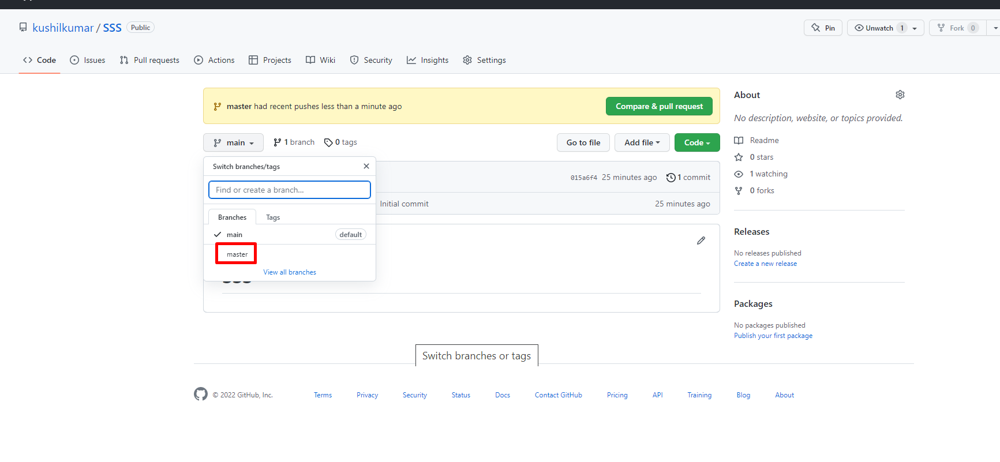 kushilkumar / SSS Public
Pin Unwatch 1 Fork 0
Code Issues Pull requests Actions Projects Wiki Security Insights Settings
master had recent pushes less than a minute ago
Compare & pull request
main 1 branch 0 tags
Go to file Add file Code
Switch branches/tags
Find or create a branch...
Branches Tags
main default
master
View all branches
015a6f4 25 minutes ago 1 commit
Initial commit 25 minutes ago
About
No description, website, or topics provided.
Readme
0 stars
1 watching
0 forks
Releases
No releases published
Create a new release
Packages
No packages published
Publish your first package
Switch branches or tags
© 2022 GitHub, Inc. Terms Privacy Security Status Docs Contact GitHub Pricing API Training Blog About